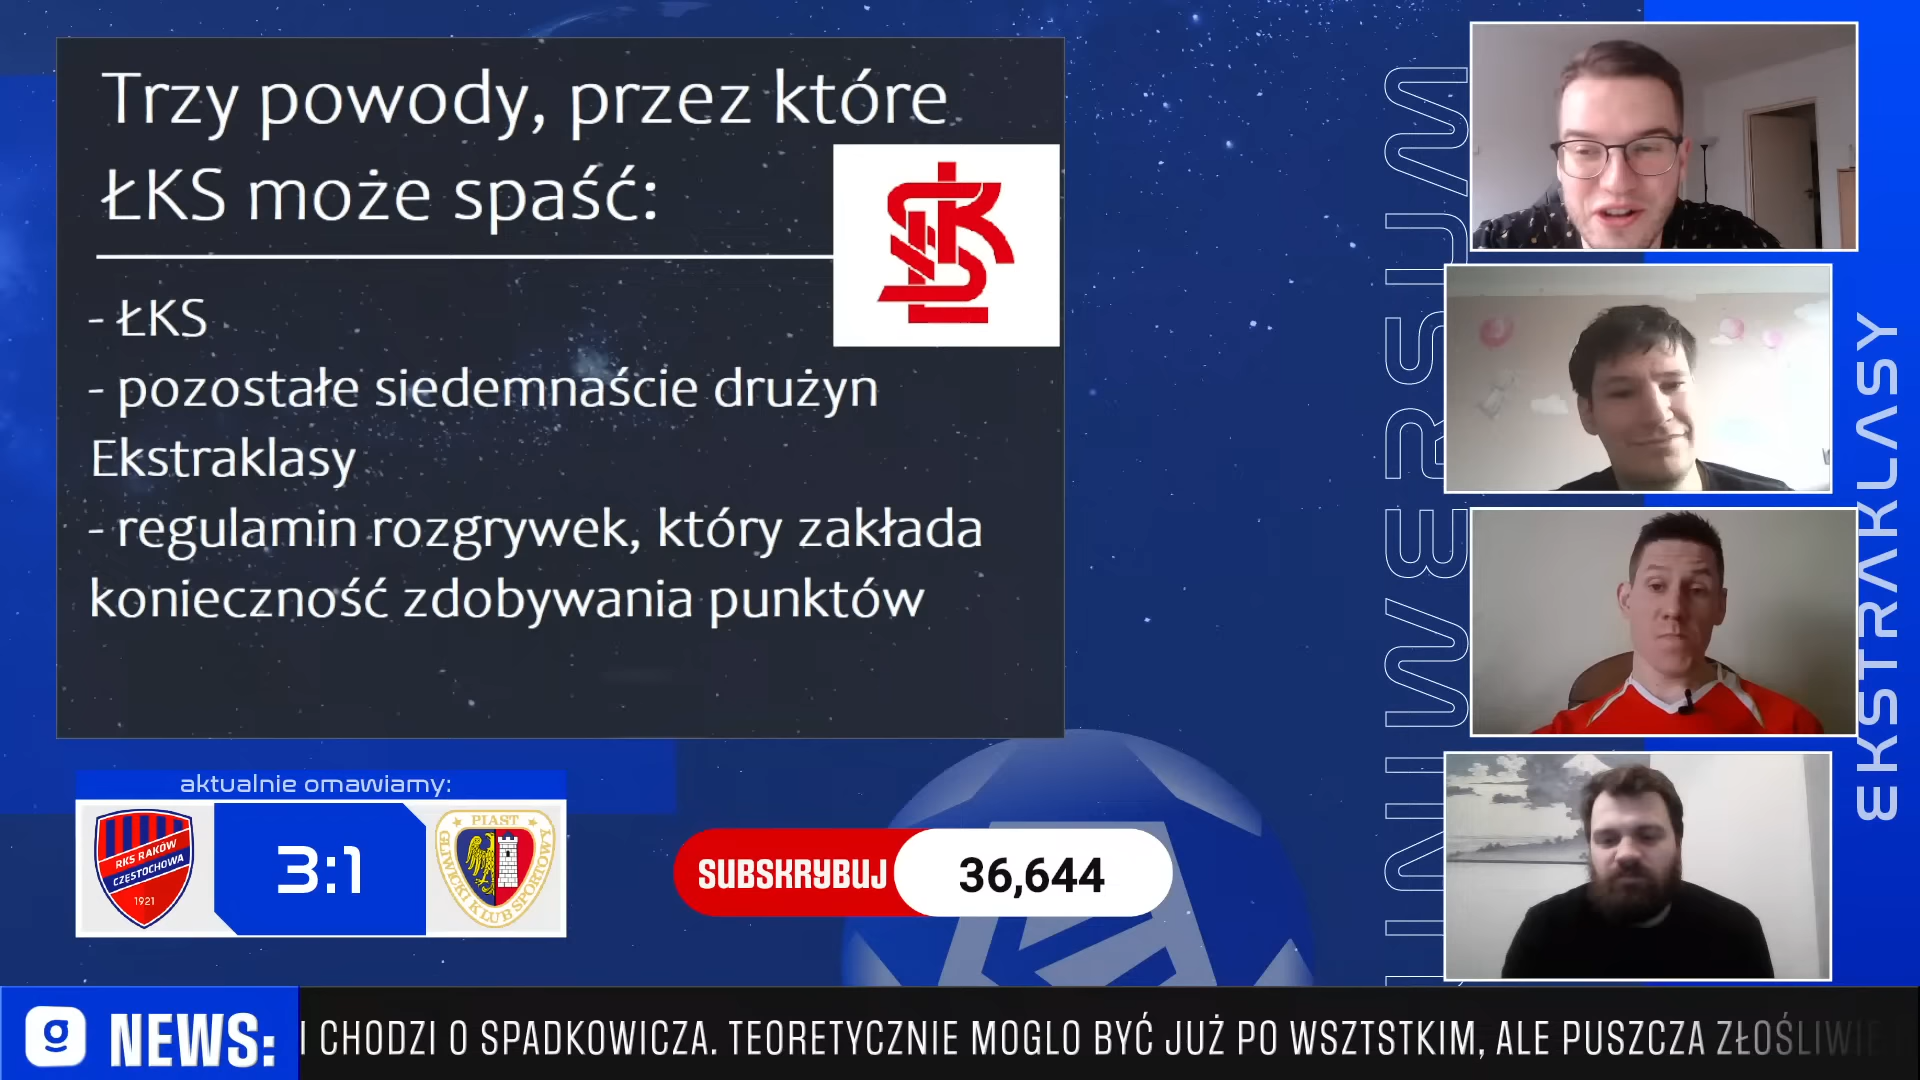 Trzy powody, przez które
ŁKS może spaść:
- ŁKS
- pozostałe siedemnaście drużyn
Ekstraklasy
- regulamin rozgrywek, który zakłada
konieczność zdobywania punktów
aktualnie omawiamy:
RKS RAKÓW
CZĘSTOCHOWA
1921
3:1
PIAST
GLIWICKI KLUB SPORTOWY
SUBSKRYBUJ
36,644
UNIWERSUM
EKSTRAKLASY
g NEWS:
I CHODZI O SPADKOWICZA. TEORETYCZNIE MOGLO BYĆ JUŻ PO WSZTSTKIM, ALE PUSZCZA ZŁOŚLIWIE